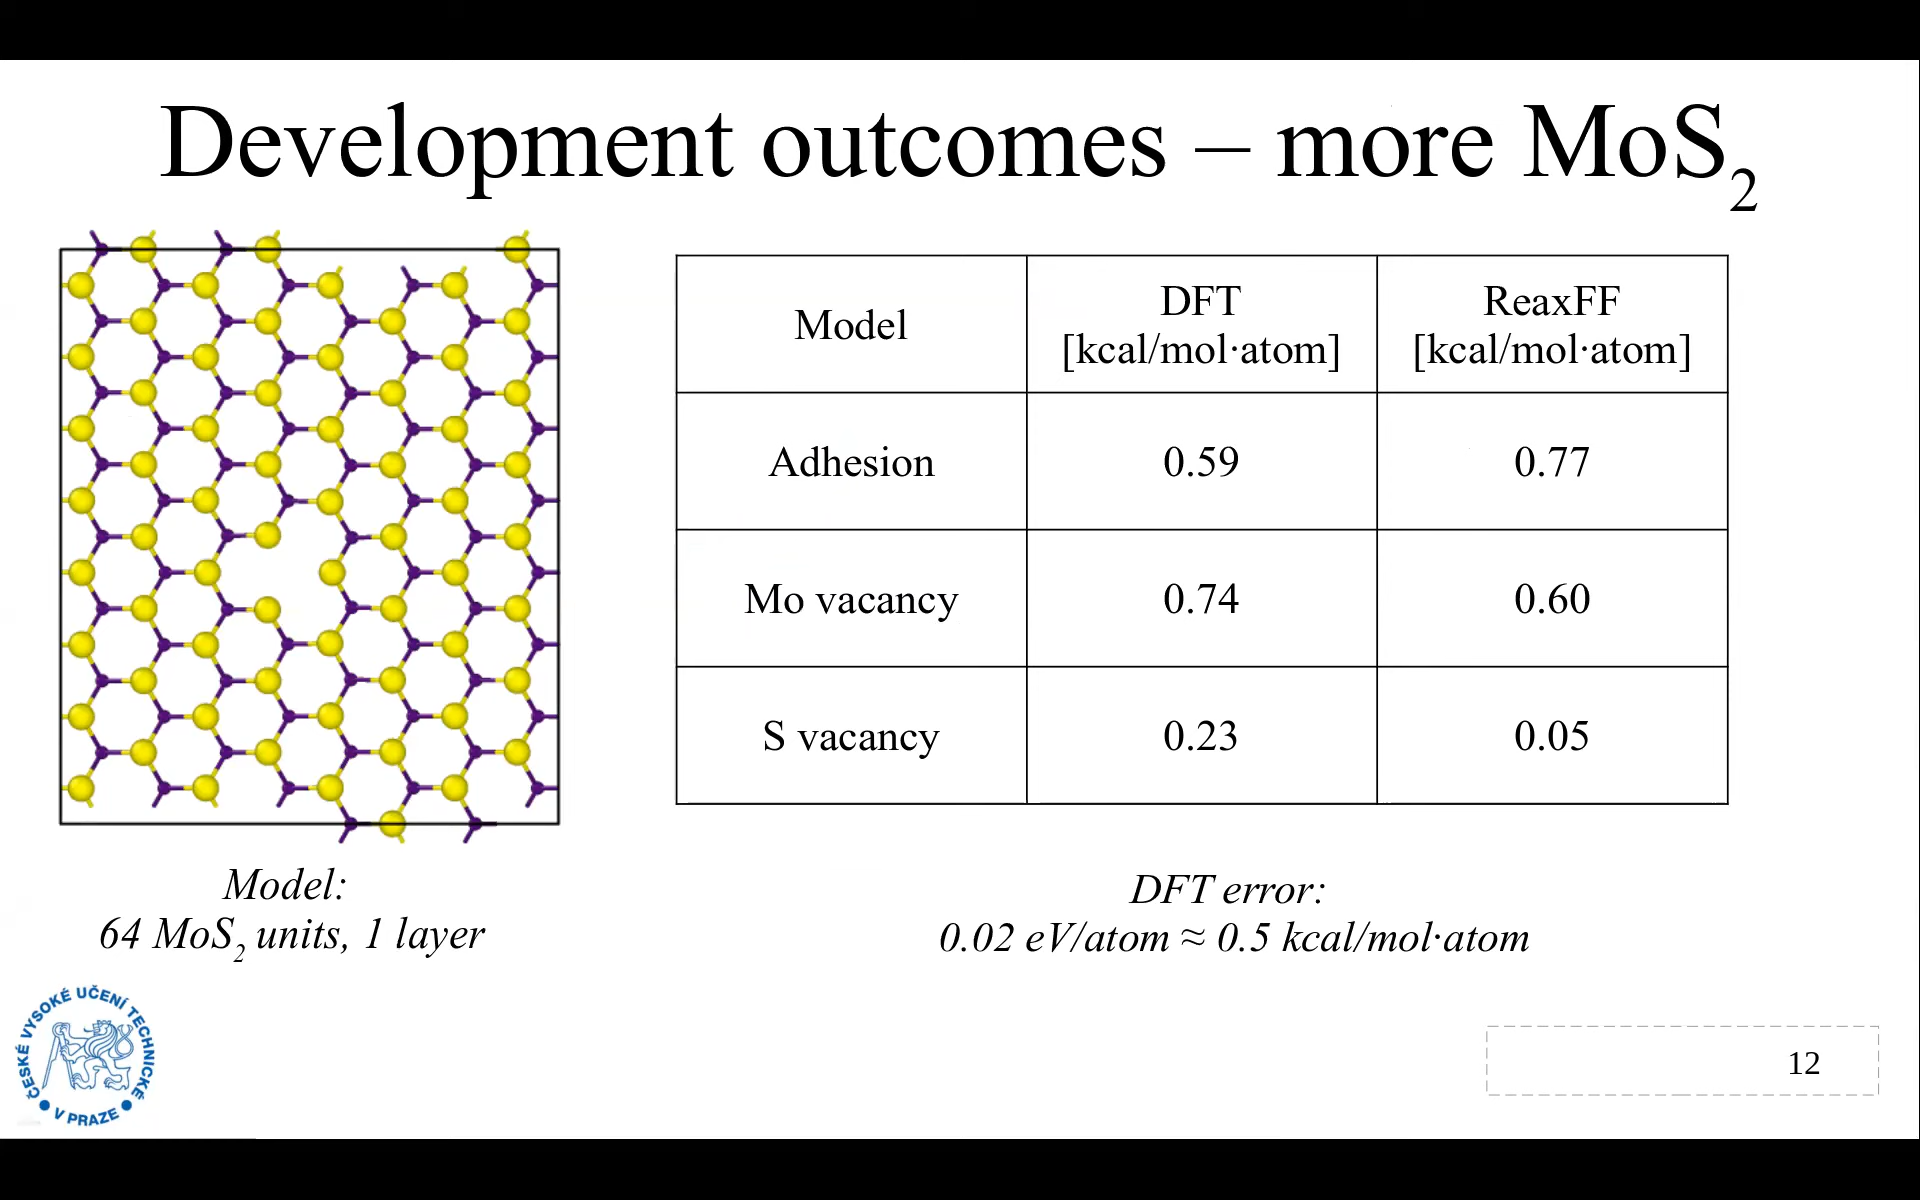 Development outcomes – more MoS₂
Model
DFT
[kcal/mol·atom]
ReaxFF
[kcal/mol·atom]
Adhesion
0.59
0.77
Mo vacancy
0.74
0.60
S vacancy
0.23
0.05
Model:
64 MoS₂ units, 1 layer
DFT error:
0.02 eV/atom ≈ 0.5 kcal/mol·atom
ČESKÉ VYSOKÉ UČENÍ TECHNICKÉ
V PRAZE
12